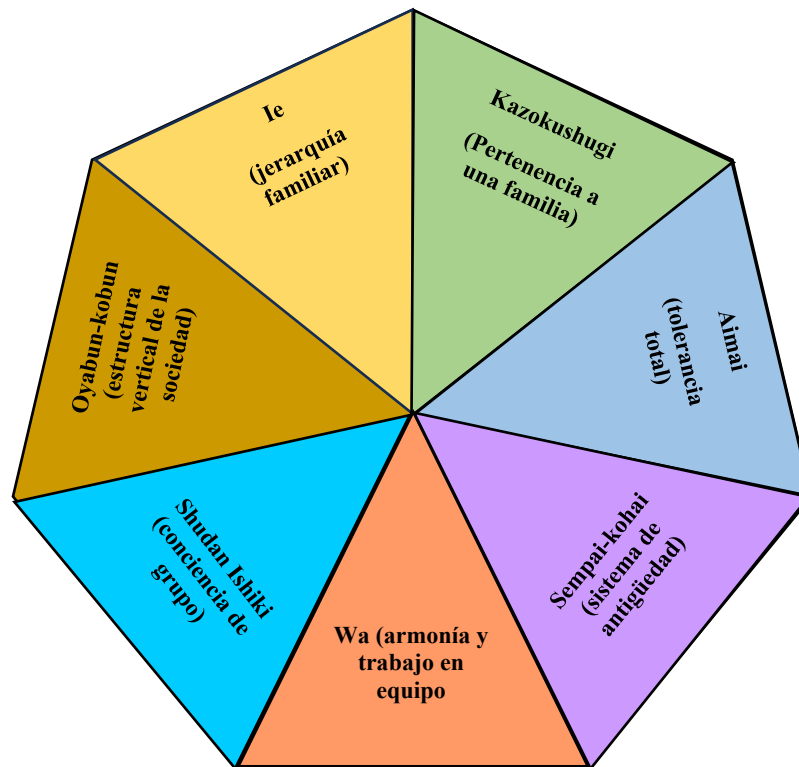 Ie
(jerarquía
familiar)
Kazokushugi
(Pertenencia a
una familia)
Aimai
(tolerancia
total)
Sempai-kohai
(sistema de
antigüedad)
Wa (armonía y
trabajo en
equipo
Shudan Ishiki
(conciencia de
grupo)
Oyabun-kobun
(estructura
vertical de la
sociedad)